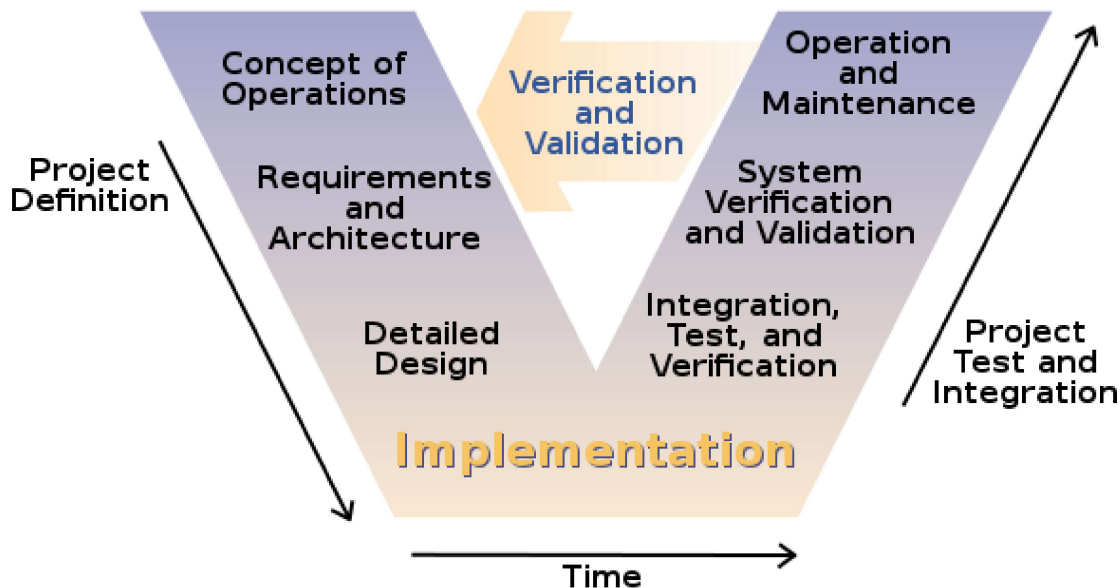 Concept of
Operations
Verification
and
Validation
Operation
and
Maintenance
Project
Definition
Requirements
and
Architecture
System
Verification
and Validation
Detailed
Design
Integration,
Test, and
Verification
Project
Test and
Integration
Implementation
Time